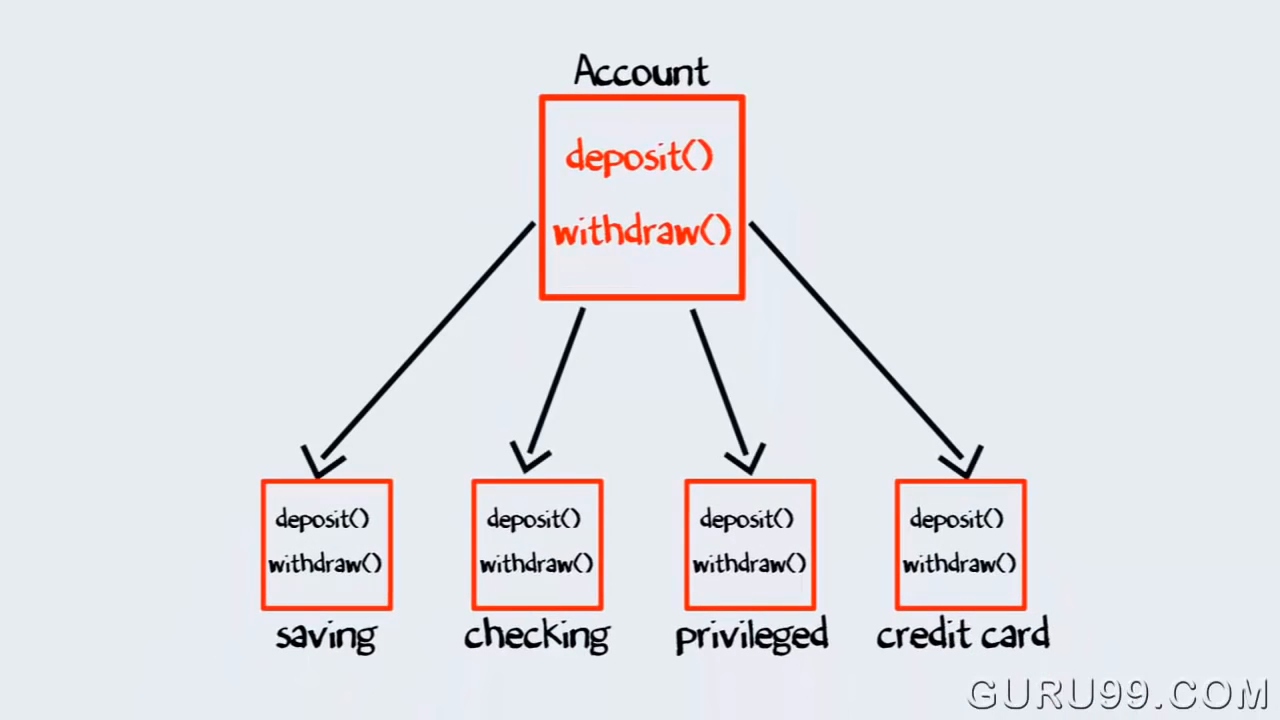 Account
deposit()
withdraw()
deposit()
withdraw()
saving
deposit()
withdraw()
checking
deposit()
withdraw()
privileged
deposit()
withdraw()
credit card
GURU99.COM